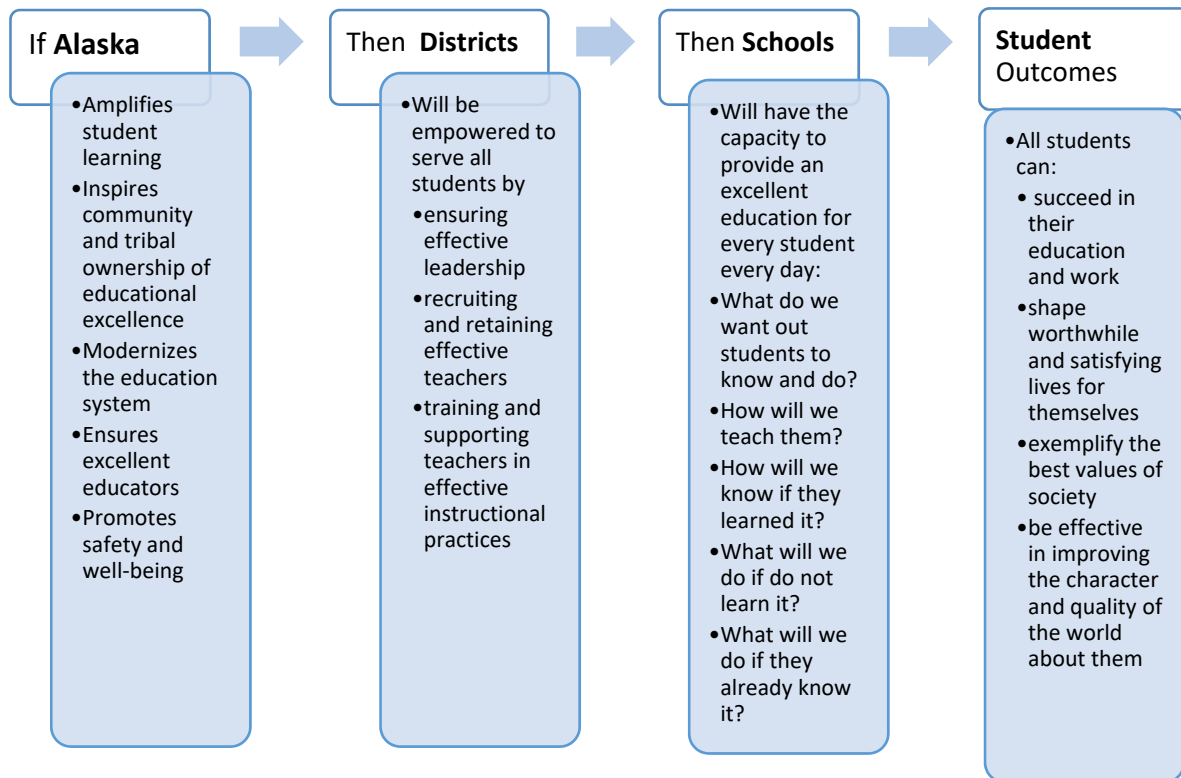 If Alaska
•Amplifies
student
learning
•Inspires
community
and tribal
ownership of
educational
excellence
•Modernizes
the education
system
•Ensures
excellent
educators
•Promotes
safety and
well-being
Then Districts
•Will be
empowered to
serve all
students by
•ensuring
effective
leadership
•recruiting
and retaining
effective
teachers
•training and
supporting
teachers in
effective
instructional
practices
Then Schools
•Will have the
capacity to
provide an
excellent
education for
every student
every day:
•What do we
want out
students to
know and do?
•How will we
teach them?
•How will we
know if they
learned it?
•What will we
do if do not
learn it?
•What will we
do if they
already know
it?
Student
Outcomes
•All students
can:
• succeed in
their
education
and work
•shape
worthwhile
and satisfying
lives for
themselves
•exemplify the
best values of
society
•be effective
in improving
the character
and quality of
the world
about them